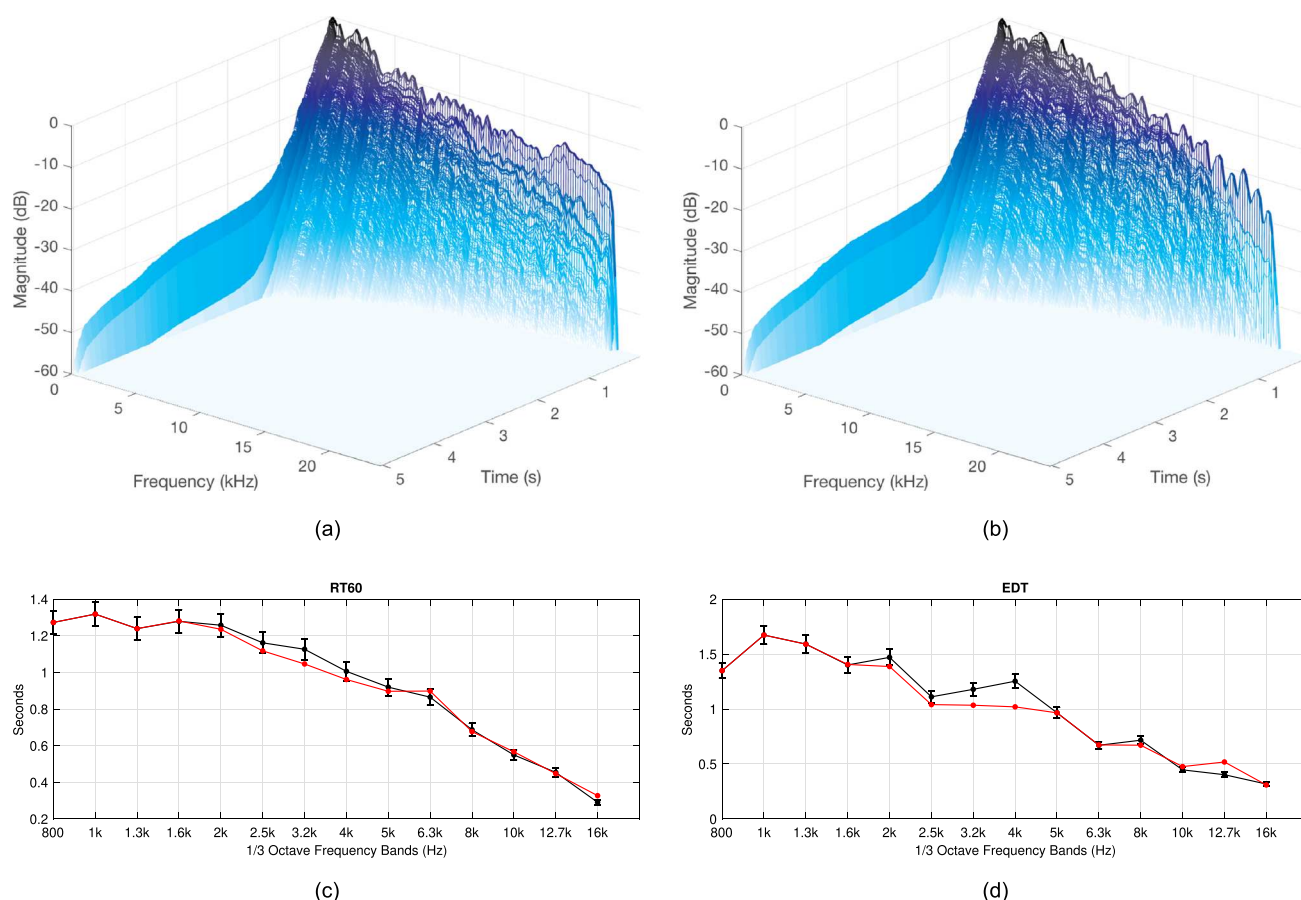 0
-10
-20
-30
-40
-50
-60
Magnitude (dB)
0
5
10
15
20
Frequency (kHz)
1
2
3
4
5
Time (s)
(a)
0
-10
-20
-30
-40
-50
-60
Magnitude (dB)
0
5
10
15
20
Frequency (kHz)
1
2
3
4
5
Time (s)
(b)
RT60
1.4
1.2
1
0.8
0.6
0.4
0.2
Seconds
800 1k 1.3k 1.6k 2k 2.5k 3.2k 4k 5k 6.3k 8k 10k 12.7k 16k
1/3 Octave Frequency Bands (Hz)
(c)
EDT
2
1.5
1
0.5
0
Seconds
800 1k 1.3k 1.6k 2k 2.5k 3.2k 4k 5k 6.3k 8k 10k 12.7k 16k
1/3 Octave Frequency Bands (Hz)
(d)